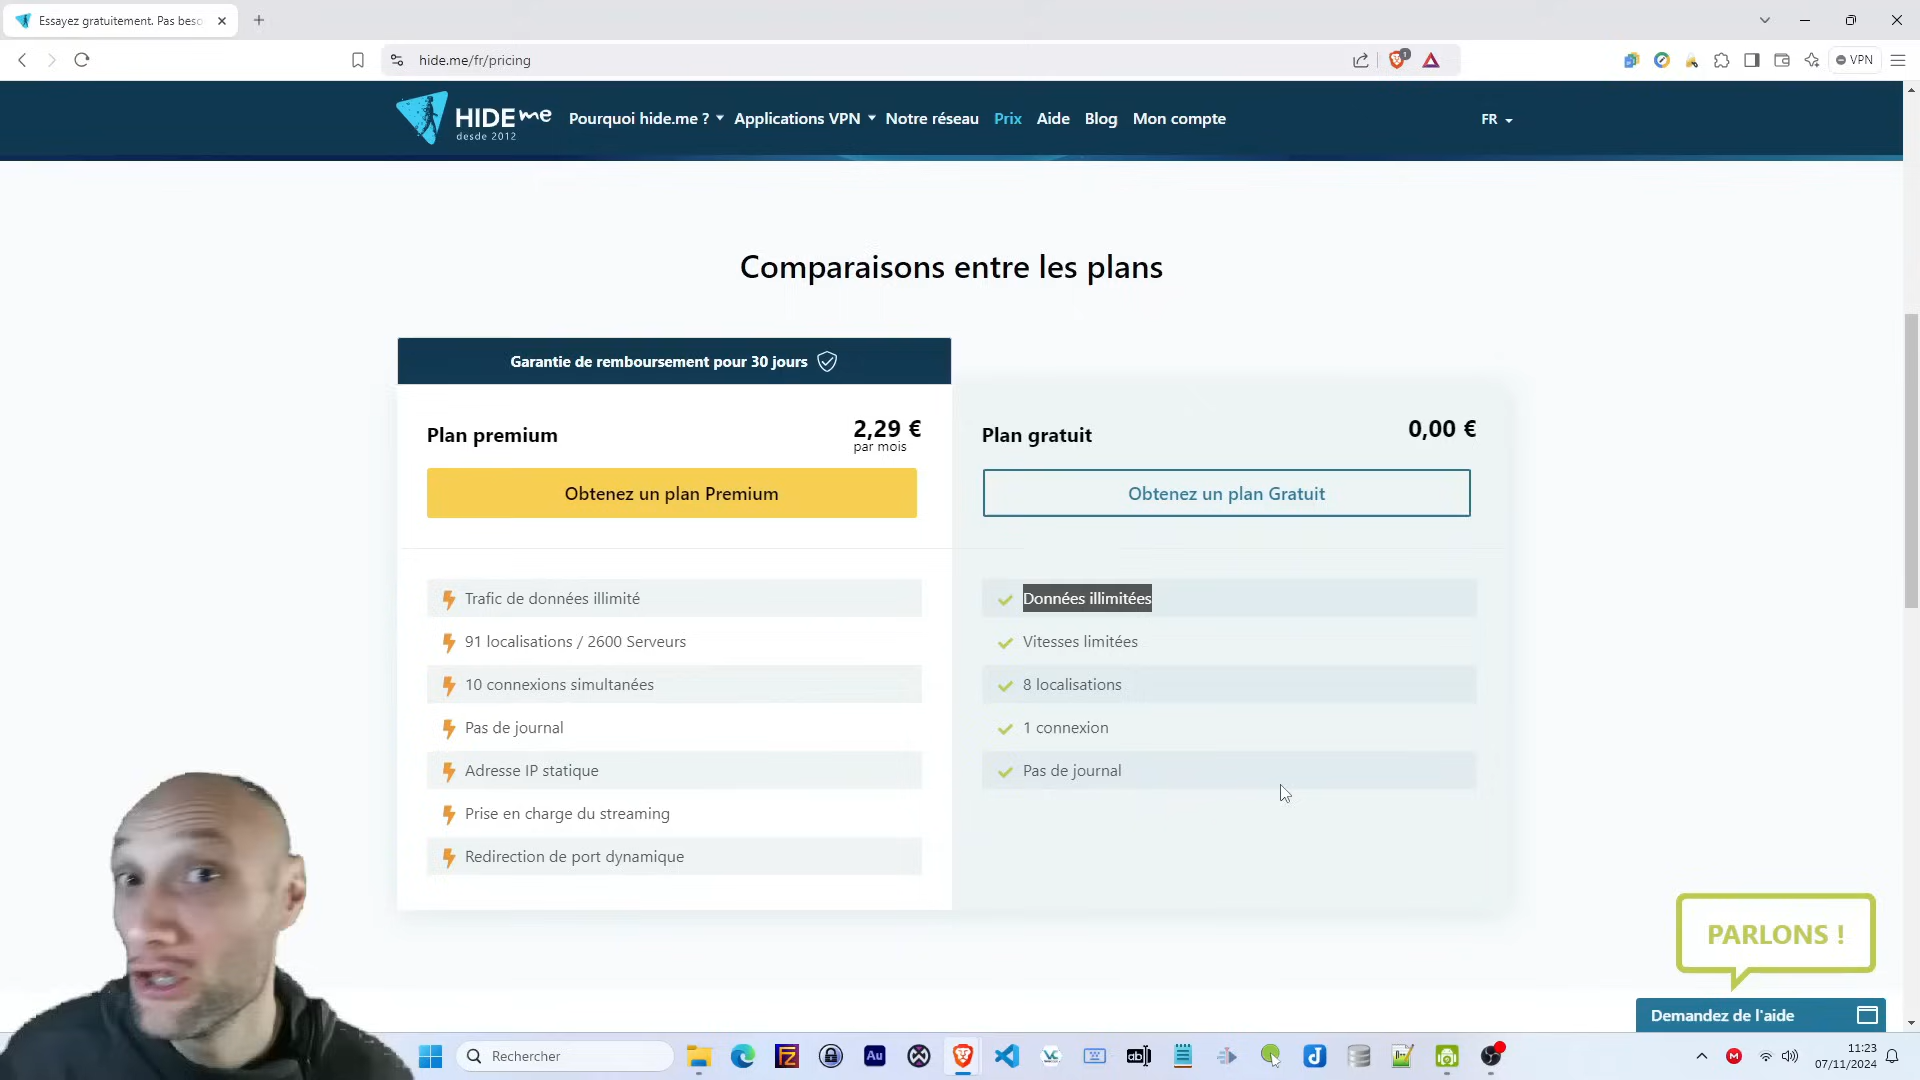 Essayez gratuitement. Pas beso
hide.me/fr/pricing
1
VPN
HIDE me
desde 2012
Pourquoi hide.me ?
Applications VPN
Notre réseau
Prix
Aide
Blog
Mon compte
FR
Comparaisons entre les plans
Garantie de remboursement pour 30 jours
Plan premium
2,29 €
par mois
Obtenez un plan Premium
Trafic de données illimité
91 localisations / 2600 Serveurs
10 connexions simultanées
Pas de journal
Adresse IP statique
Prise en charge du streaming
Redirection de port dynamique
Plan gratuit
0,00 €
Obtenez un plan Gratuit
Données illimitées
Vitesses limitées
8 localisations
1 connexion
Pas de journal
PARLONS !
Demandez de l'aide
Rechercher
Au
11:23
07/11/2024